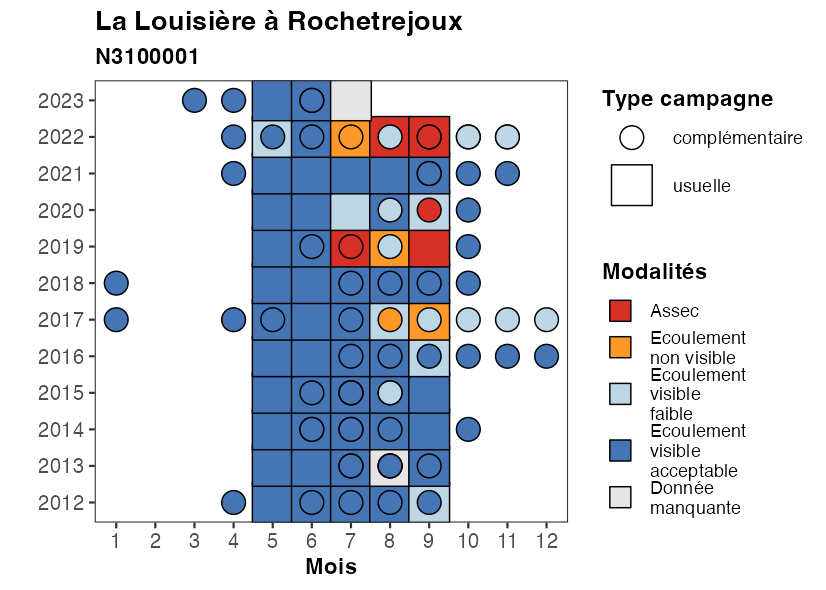 La Louisière à Rochetrejoux
N3100001
2023
2022
2021
2020
2019
2018
2017
2016
2015
2014
2013
2012
1 2 3 4 5 6 7 8 9 10 11 12
Mois
Type campagne
complémentaire
usuelle
Modalités
Assec
Ecoulement
non visible
Ecoulement
visible
faible
Ecoulement
visible
acceptable
Donnée
manquante